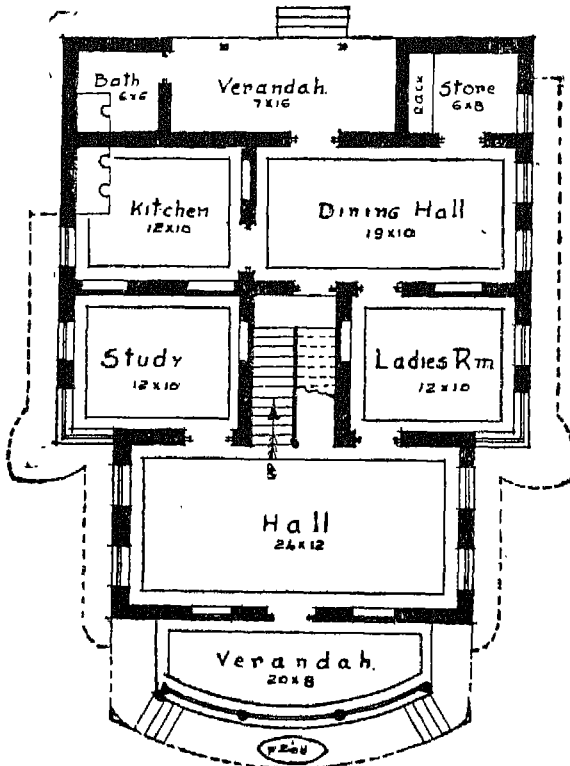 Bath
6x6
Verandah.
7x16
RACK
Store
6x8
Kitchen
12x10
Dining Hall
19x10
Study
12x10
Ladies Rm
12x10
Hall
26x12
Verandah.
20x8